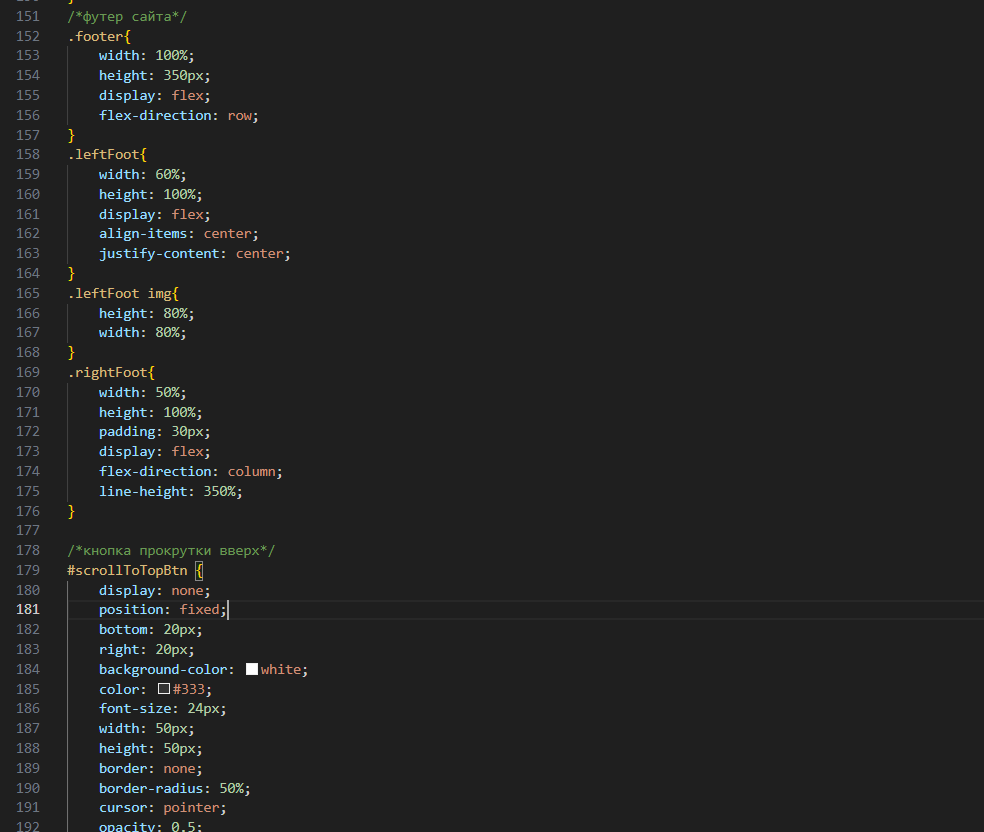 151 /*футер сайта*/
152 .footer{
153     width: 100%;
154     height: 350px;
155     display: flex;
156     flex-direction: row;
157 }
158 .leftFoot{
159     width: 60%;
160     height: 100%;
161     display: flex;
162     align-items: center;
163     justify-content: center;
164 }
165 .leftFoot img{
166     height: 80%;
167     width: 80%;
168 }
169 .rightFoot{
170     width: 50%;
171     height: 100%;
172     padding: 30px;
173     display: flex;
174     flex-direction: column;
175     line-height: 350%;
176 }
177
178 /*кнопка прокрутки вверх*/
179 #scrollToTopBtn {
180     display: none;
181     position: fixed;
182     bottom: 20px;
183     right: 20px;
184     background-color: white;
185     color: #333;
186     font-size: 24px;
187     width: 50px;
188     height: 50px;
189     border: none;
190     border-radius: 50%;
191     cursor: pointer;
192     opacity: 0.5;